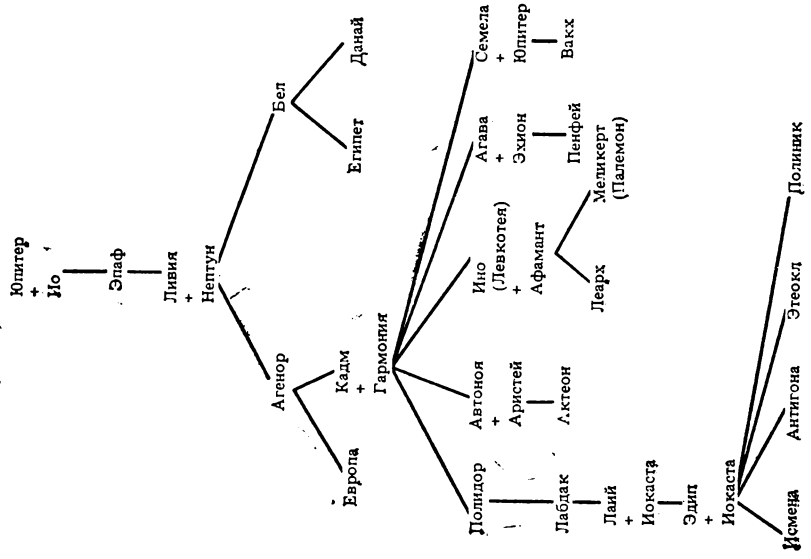 Юпитер
+
Ио
Эпаф
Ливия
+
Нептун
Агенор
Бел
Европа
Кадм
+
Гармония
Египет
Данай
Полидор
Автоноя
+
Аристей
Актеон
Ино
(Левкотея)
+
Афамант
Леарх
Меликерт
(Палемон)
Агава
+
Эхион
Пенфей
Семела
+
Юпитер
Вакх
Лабдак
Лаий
+
Иокаста
Эдип
+
Иокаста
Исмена
Антигона
Этеокл
Полиник